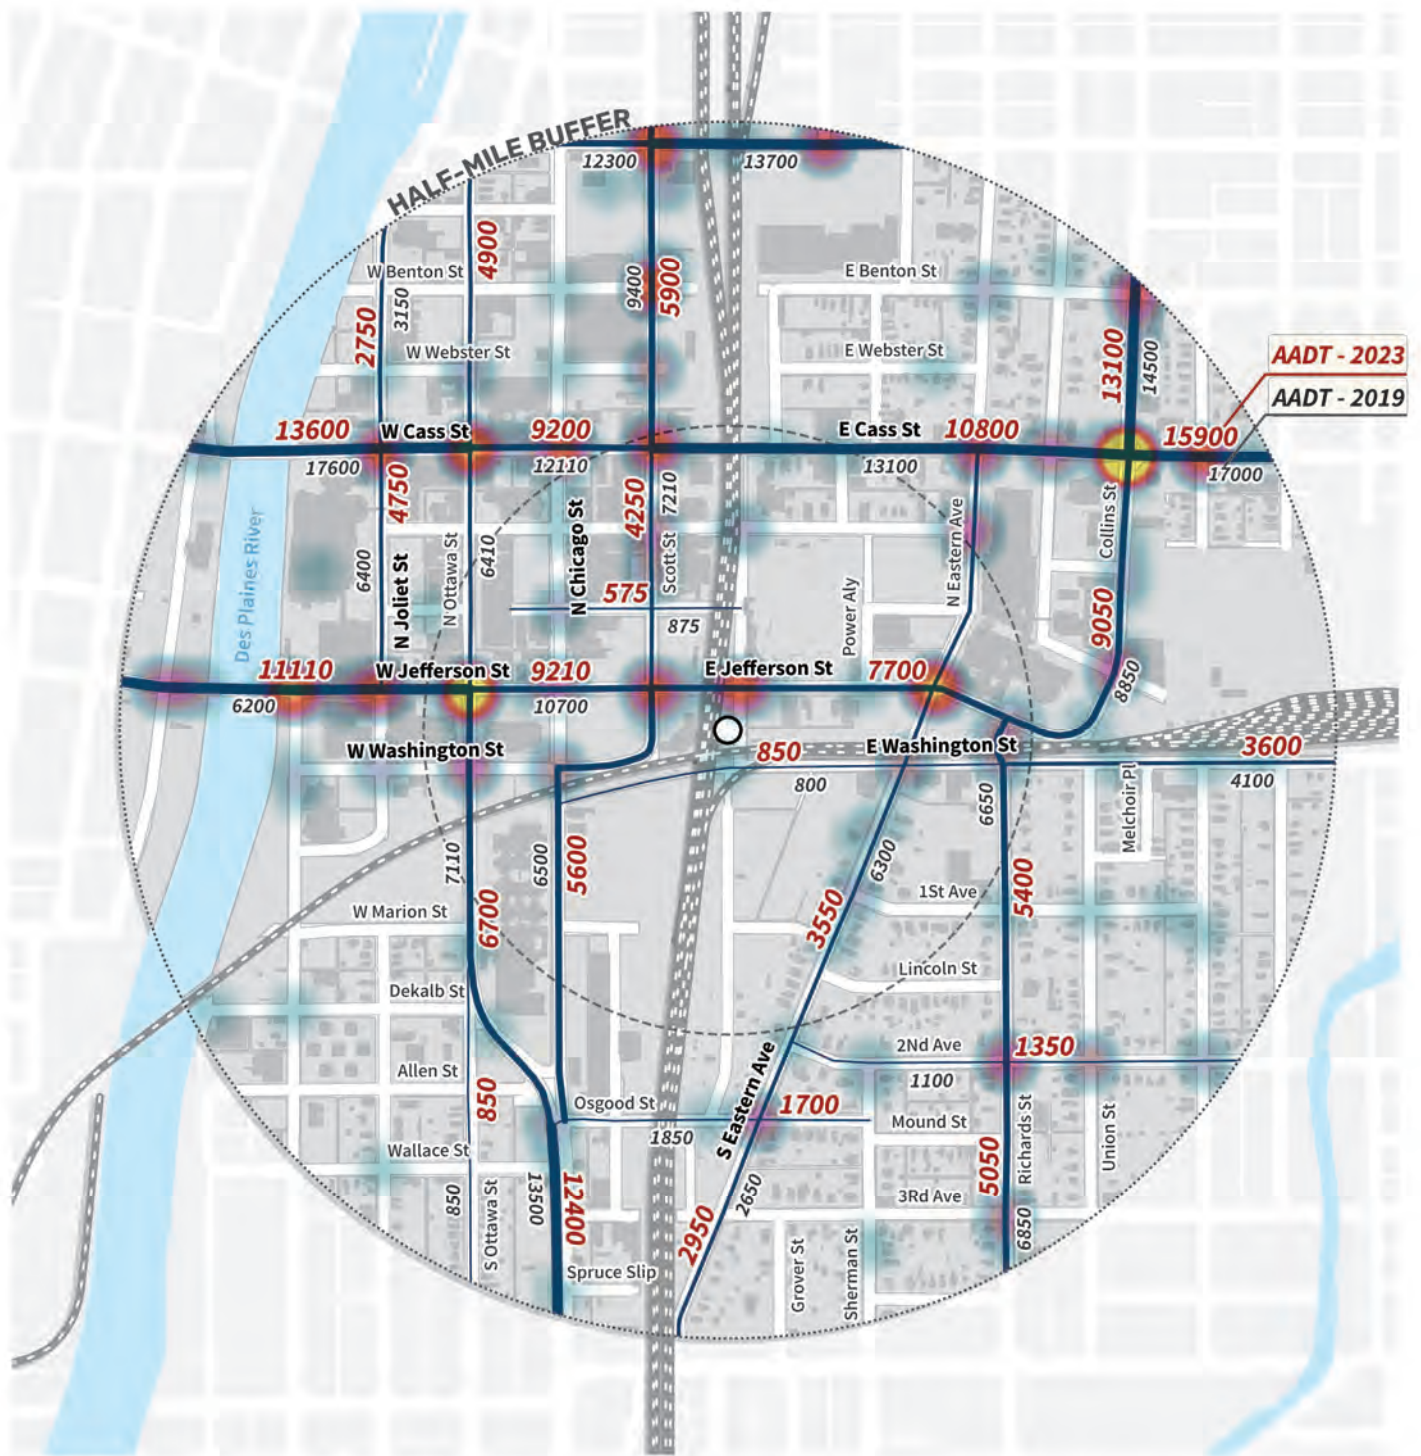 HALF-MILE BUFFER
12300
13700
4900
W Benton St
3150
2750
9400
5900
E Benton St
W Webster St
E Webster St
13100
14500
AADT - 2023
AADT - 2019
13600
W Cass St
9200
E Cass St
10800
15900
17600
12110
13100
17000
4750
4250
7210
N Chicago St
Scott St
N Eastern Ave
Collins St
Des Plaines River
6400
N Joliet St
N Ottawa St
6410
575
875
Power Aly
9050
8850
11110
W Jefferson St
9210
E Jefferson St
7700
6200
10700
W Washington St
850
E Washington St
3600
800
4100
6650
Melchoir Pl
7110
6500
5600
6300
1St Ave
5400
W Marion St
6700
3550
Lincoln St
Dekalb St
2Nd Ave
1350
1100
Allen St
850
Osgood St
1850
S Eastern Ave
1700
Mound St
Richards St
Union St
Wallace St
850
S Ottawa St
13500
12400
2950
2650
3Rd Ave
5050
6850
Spruce Slip
Grover St
Sherman St